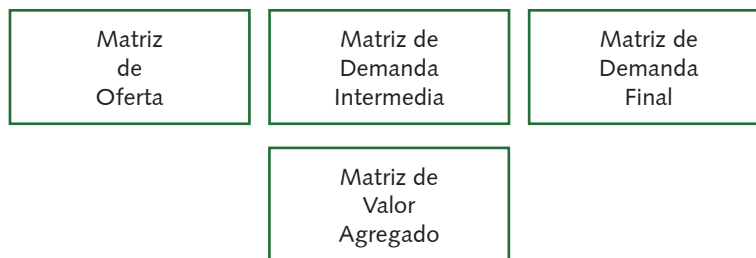 Matriz
de
Oferta
Matriz de
Demanda
Intermedia
Matriz de
Demanda
Final
Matriz de
Valor
Agregado